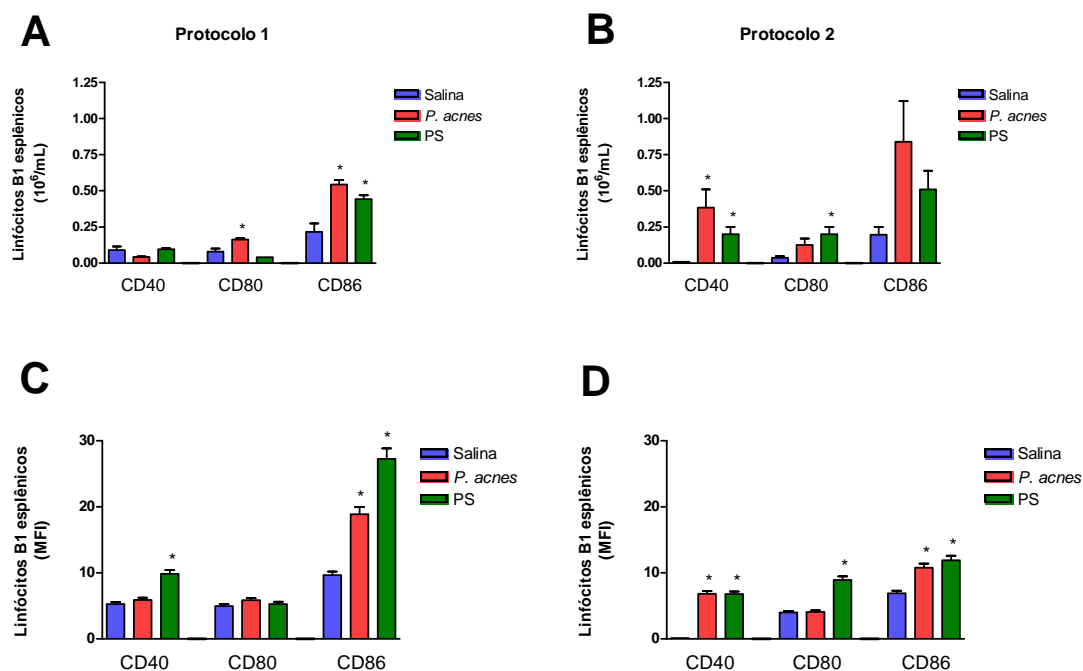 A
Protocolo 1
Linfócitos B1 esplênicos
(10⁶/mL)
1.25
1.00
0.75
0.50
0.25
0.00
*
*
*
CD40
CD80
CD86
Salina
P. acnes
PS
B
Protocolo 2
Linfócitos B1 esplênicos
(10⁶/mL)
1.25
1.00
0.75
0.50
0.25
0.00
*
*
*
CD40
CD80
CD86
Salina
P. acnes
PS
C
Linfócitos B1 esplênicos
(MFI)
30
20
10
0
*
*
*
CD40
CD80
CD86
Salina
P. acnes
PS
D
Linfócitos B1 esplênicos
(MFI)
30
20
10
0
*
*
*
*
*
CD40
CD80
CD86
Salina
P. acnes
PS